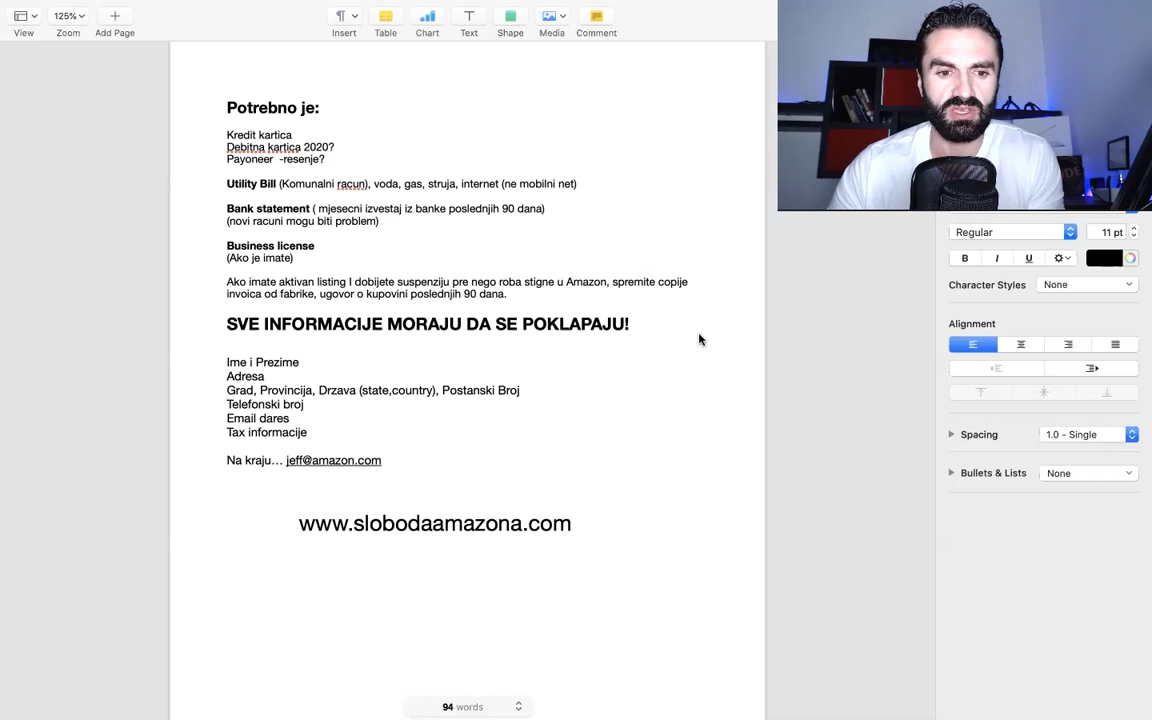 125%
View
Zoom
Add Page
Insert
Table
Chart
Text
Shape
Media
Comment
Potrebno je:
Kredit kartica
Debitna kartica 2020?
Payoneer -resenje?
Utility Bill (Komunalni racun), voda, gas, struja, internet (ne mobilni net)
Bank statement ( mjesecni izvestaj iz banke poslednjih 90 dana)
(novi racuni mogu biti problem)
Business license
(Ako je imate)
Ako imate aktivan listing I dobijete suspenziju pre nego roba stigne u Amazon, spremite copije
invoica od fabrike, ugovor o kupovini poslednjih 90 dana.
SVE INFORMACIJE MORAJU DA SE POKLAPAJU!
Ime i Prezime
Adresa
Grad, Provincija, Drzava (state,country), Postanski Broj
Telefonski broj
Email dares
Tax informacije
Na kraju… jeff@amazon.com
www.slobodaamazona.com
94 words
Regular
11 pt
B I U
Character Styles
None
Alignment
Spacing
1.0 - Single
Bullets & Lists
None